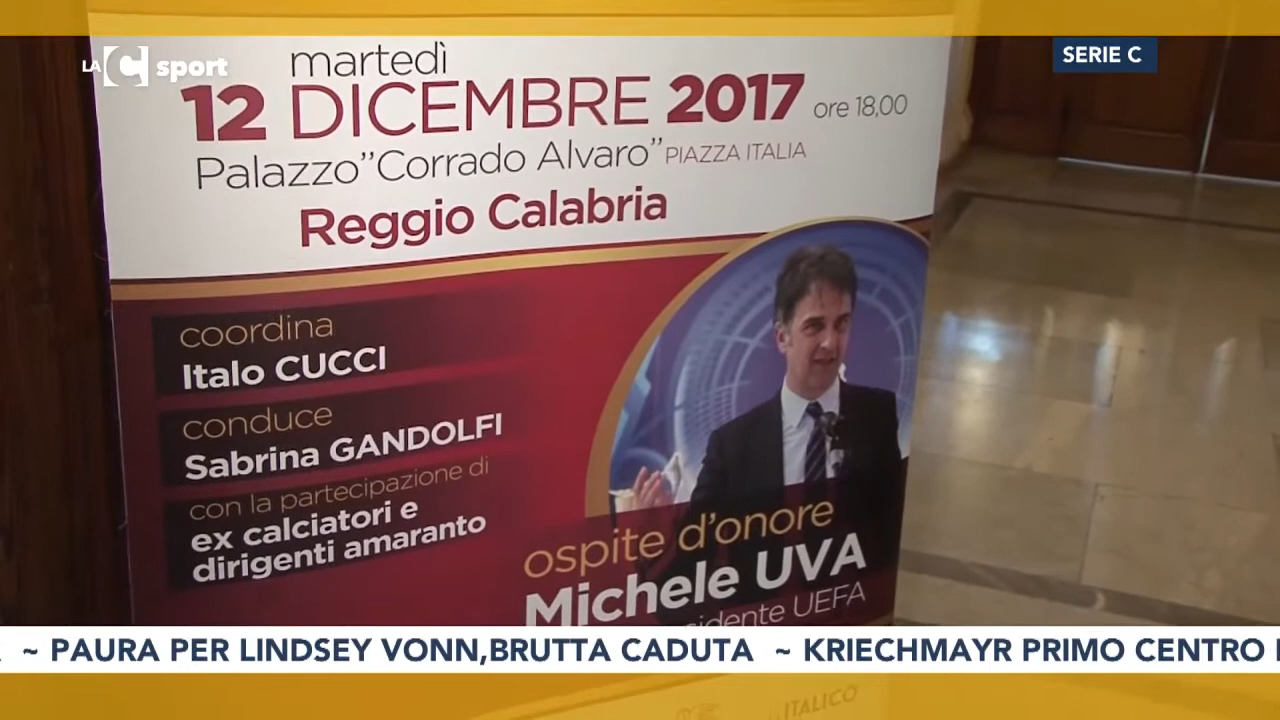 LA C sport
SERIE C
martedì
12 DICEMBRE 2017 ore 18,00
Palazzo"Corrado Alvaro" PIAZZA ITALIA
Reggio Calabria
coordina
Italo CUCCI
conduce
Sabrina GANDOLFI
con la partecipazione di
ex calciatori e
dirigenti amaranto
ospite d'onore
Michele UVA
UEFA
~ PAURA PER LINDSEY VONN,BRUTTA CADUTA ~ KRIECHMAYR PRIMO CENTRO
ITALICO